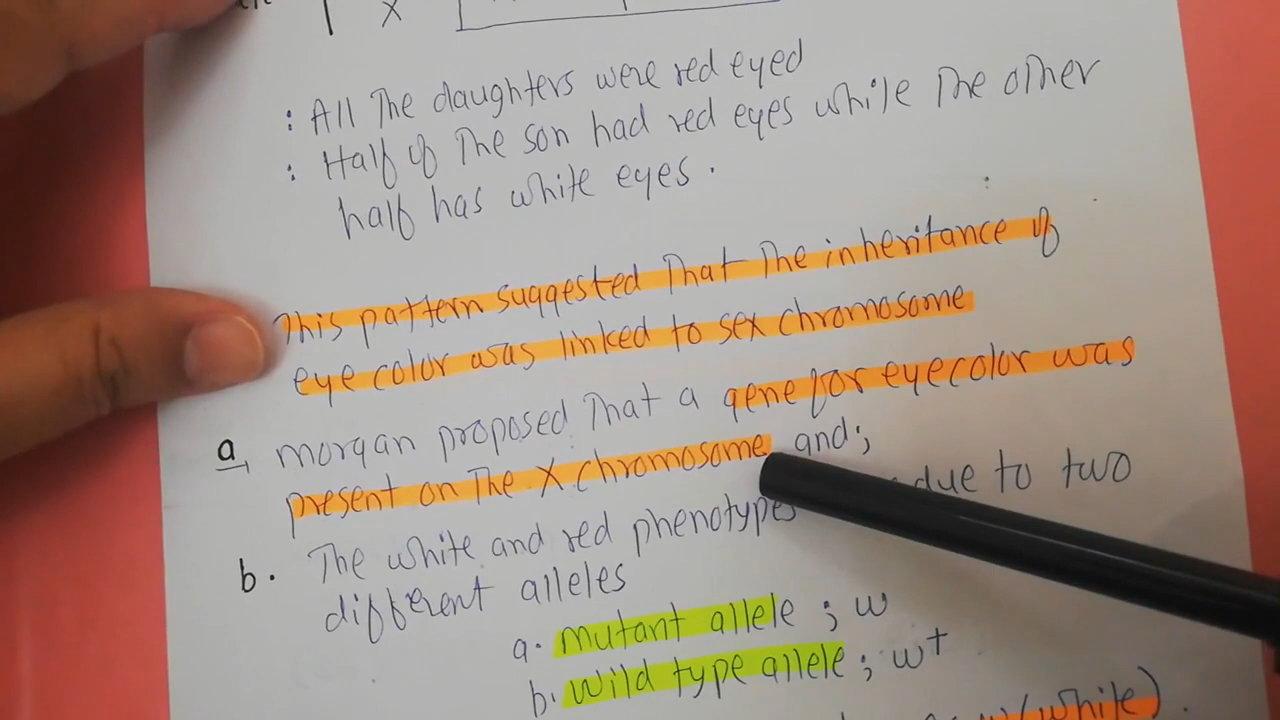 X
: All The daughters were red eyed
: Half of The son had red eyes while The other
half has white eyes.
This pattern suggested That The inheritance of
eye color was linked to sex chromosome
a, morgan proposed That a gene for eye color was
present on The X chromosome and;
b. The white and red phenotypes due to two
different alleles
a. mutant allele ; w
b. wild type allele ; w+
w (white).